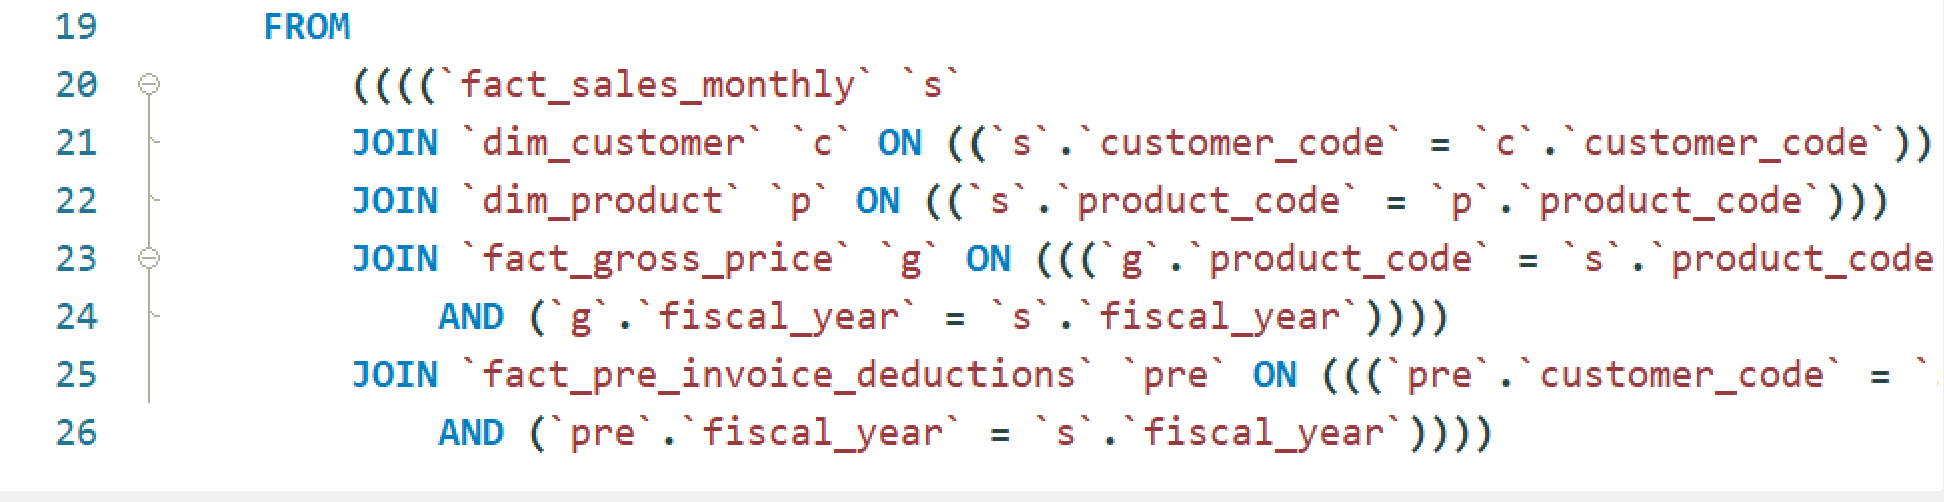 19 FROM
20 ((((`fact_sales_monthly` `s`
21 JOIN `dim_customer` `c` ON ((`s`.`customer_code` = `c`.`customer_code`))
22 JOIN `dim_product` `p` ON ((`s`.`product_code` = `p`.`product_code`)))
23 JOIN `fact_gross_price` `g` ON (((`g`.`product_code` = `s`.`product_code
24 AND (`g`.`fiscal_year` = `s`.`fiscal_year`))))
25 JOIN `fact_pre_invoice_deductions` `pre` ON (((`pre`.`customer_code` = `
26 AND (`pre`.`fiscal_year` = `s`.`fiscal_year`))))